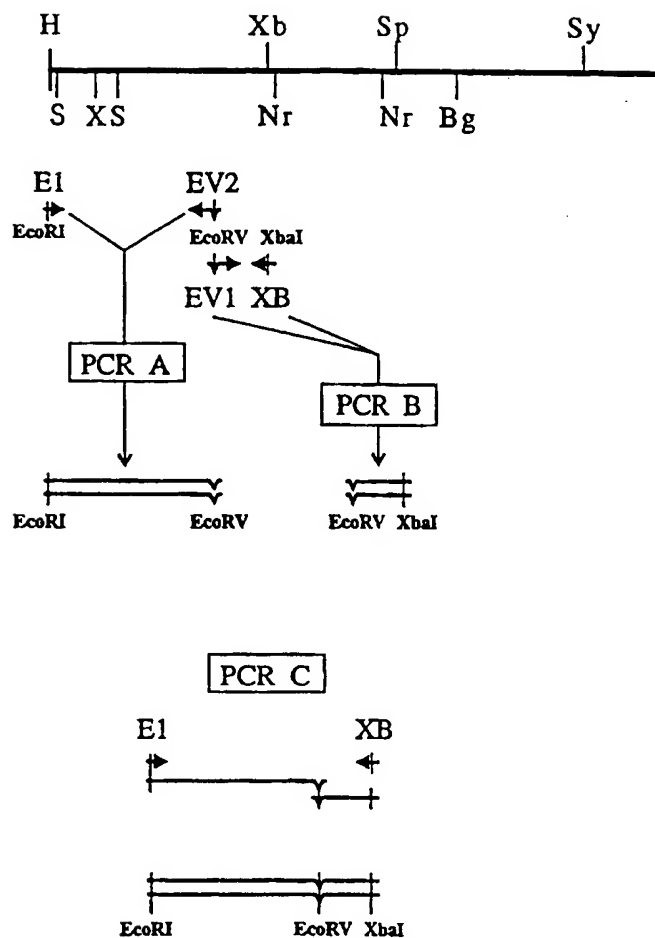 H Xb Sp Sy
S X S Nr Nr Bg
E1 EV2
EcoRI EcoRV XbaI
EV1 XB
PCR A
PCR B
EcoRI EcoRV EcoRV XbaI
PCR C
E1 XB
EcoRI EcoRV XbaI